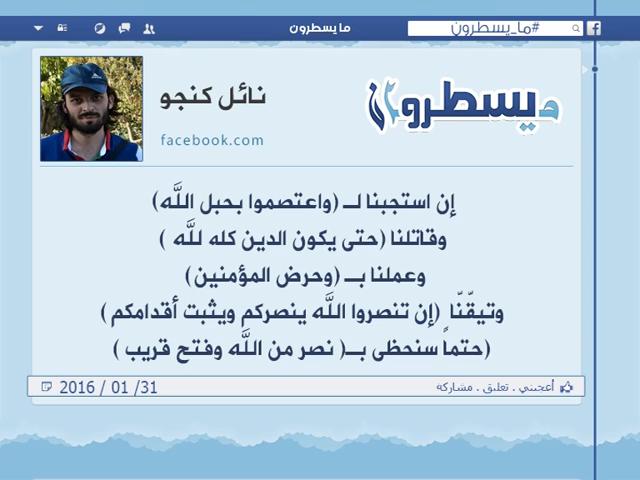 ما يسطرون
#ما_يسطرون
نائل كنجو
facebook.com
ما يسطرون
إن استجبنا لـ (واعتصموا بحبل اللَّه)
وقاتلنا (حتى يكون الدين كله للَّه )
وعملنا بـ (وحرض المؤمنين)
وتيقّنّاٍ (إن تنصروا اللَّه ينصركم ويثبت أقدامكم )
(حتما سنحظى بـ( نصر من اللَّه وفتح قريب )
أعجبني . تعليق . مشاركة
2016 / 01 /31